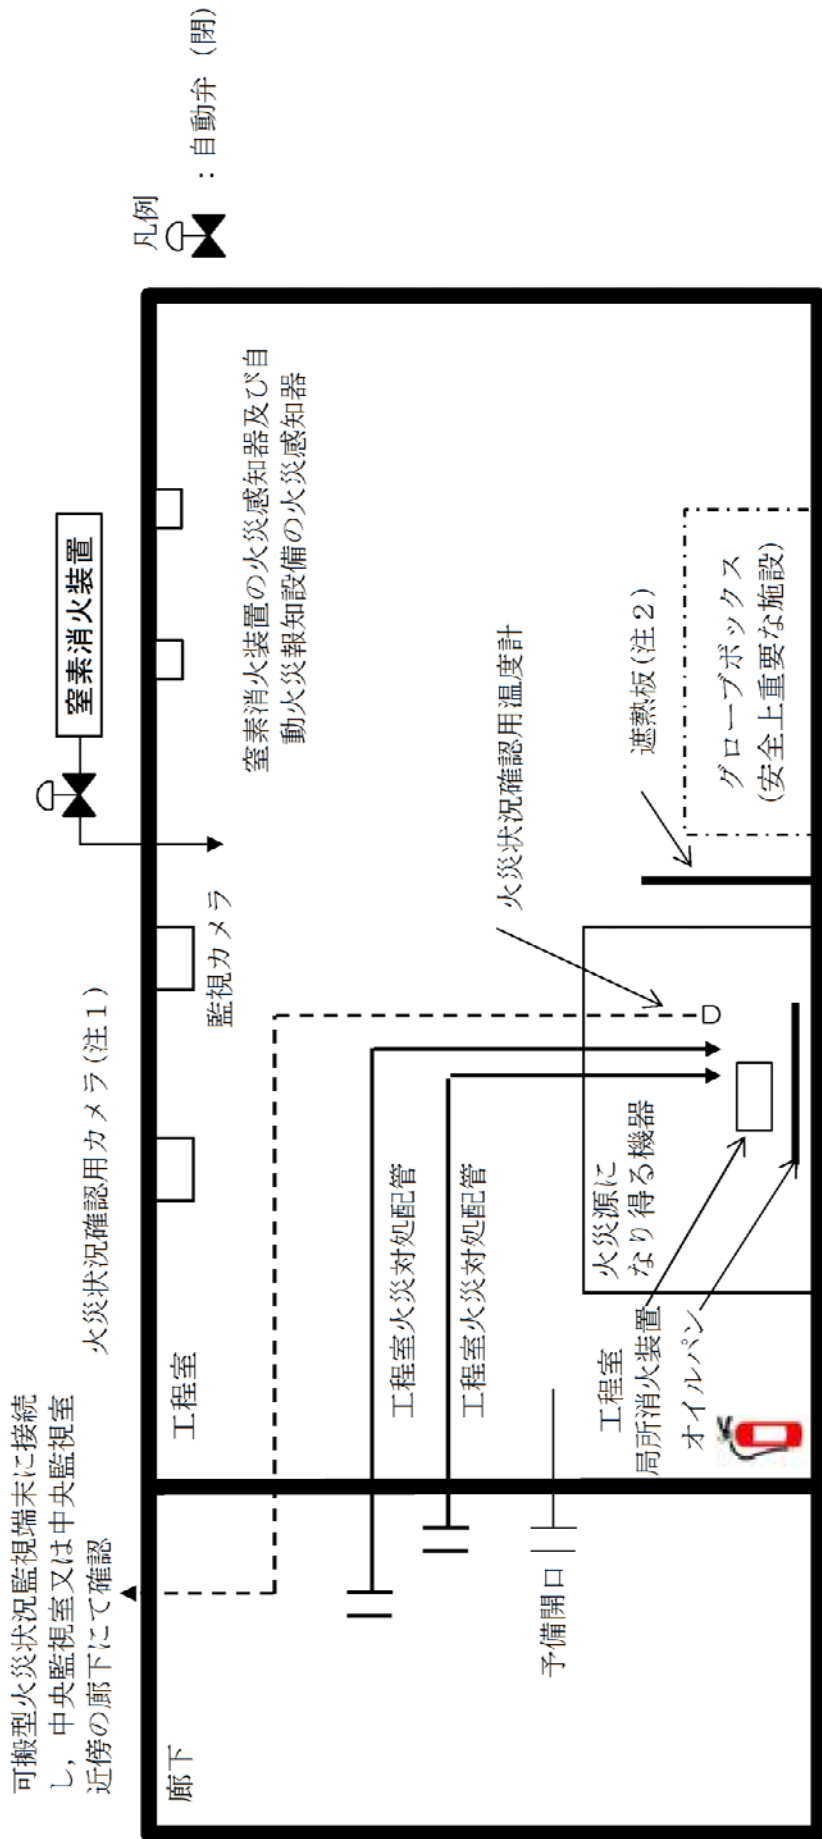 可搬型火災状況監視端末に接続
し，中央監視室又は中央監視室
近傍の廊下にて確認
火災状況確認用カメラ(注１)
窒素消火装置
凡例
：自動弁（閉）
廊下
工程室
監視カメラ
窒素消火装置の火災感知器及び自
動火災報知設備の火災感知器
工程室火災対処配管
工程室火災対処配管
火災状況確認用温度計
予備開口
火災源に
なり得る機器
遮熱板(注２)
工程室
局所消火装置
オイルパン
グローブボックス
(安全上重要な施設)